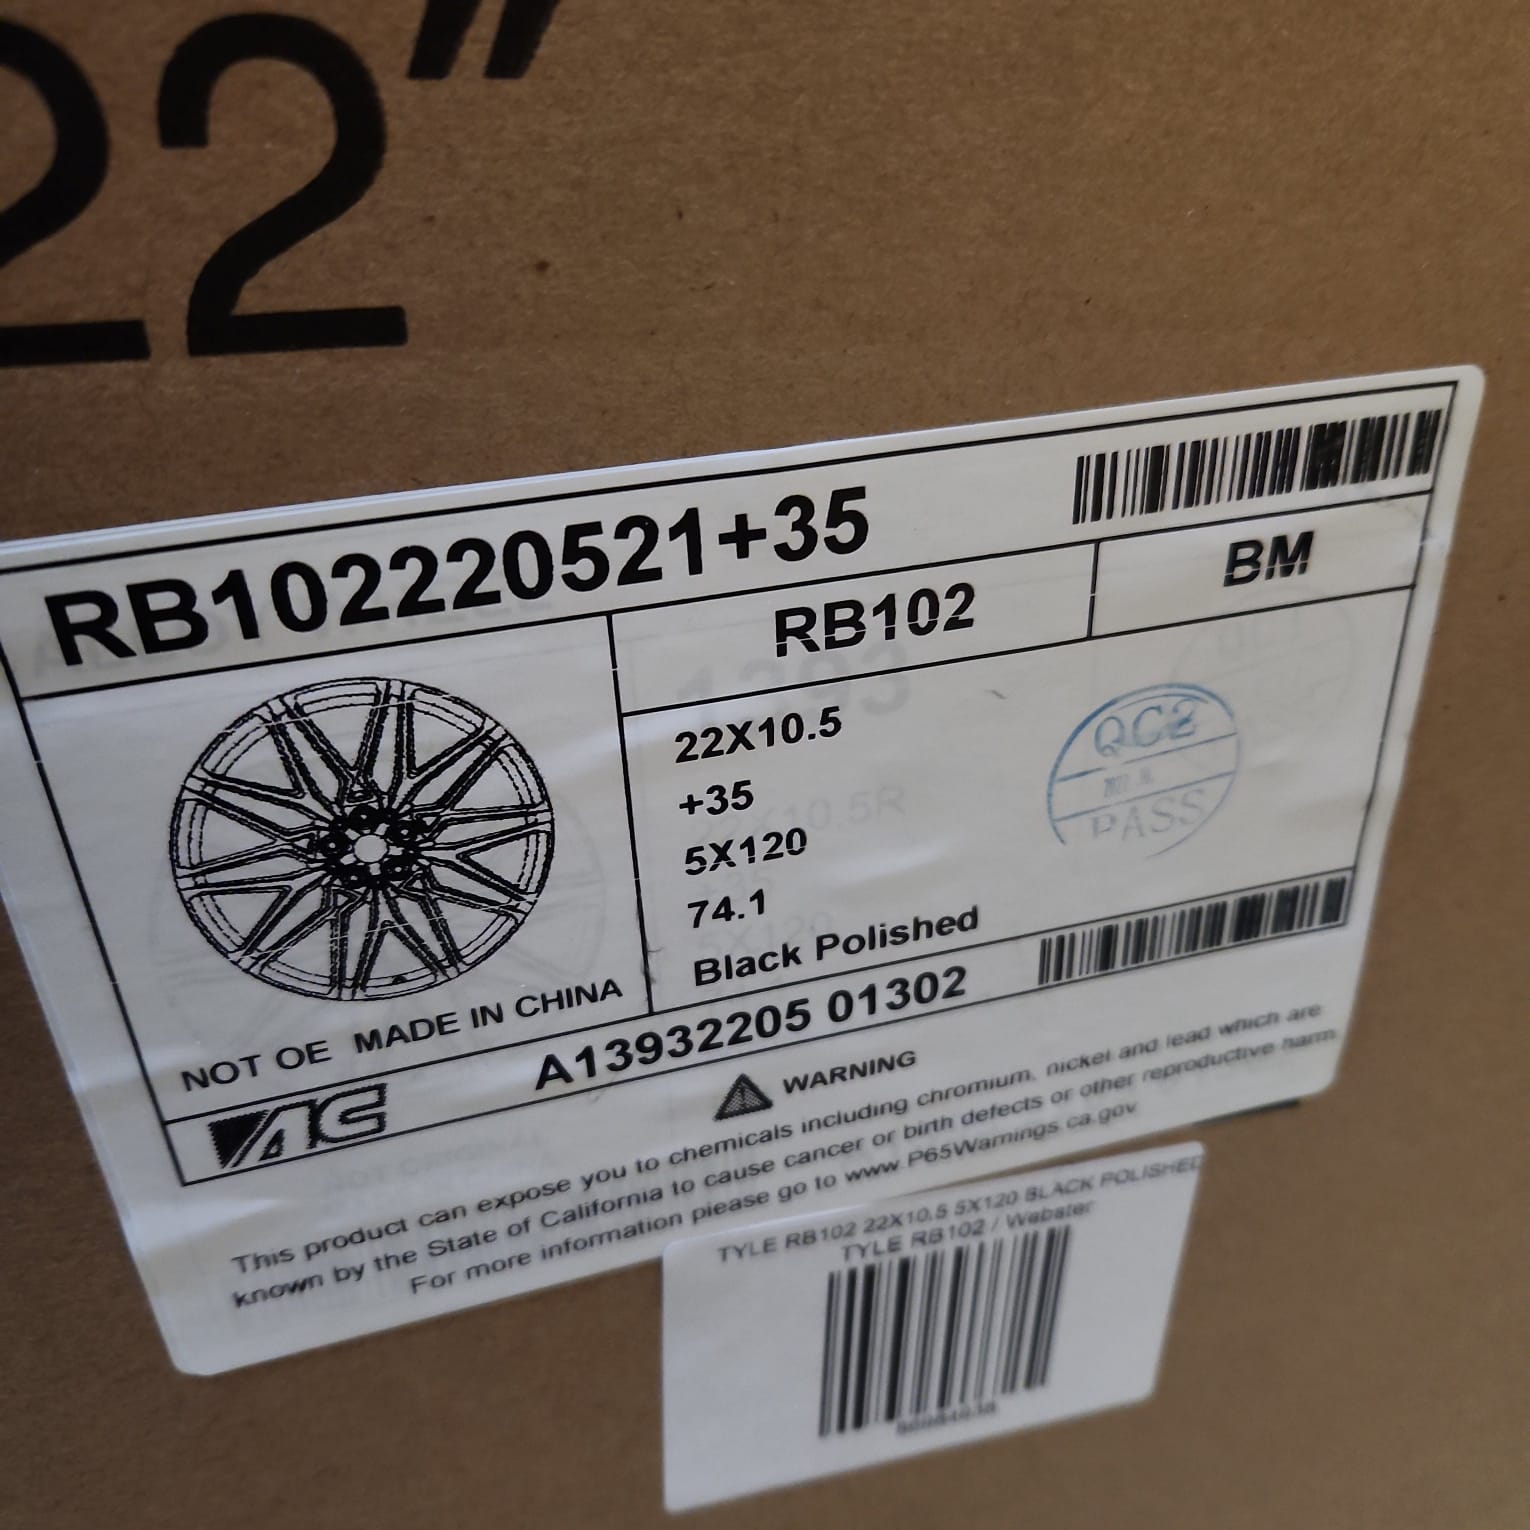 22"
RB102220521+35
RB102
BM
22X10.5
+35
5X120
74.1
Black Polished
NOT OE MADE IN CHINA
A13932205 01302
AC
QC2
PASS
WARNING
This product can expose you to chemicals including chromium, nickel and lead which are
known by the State of California to cause cancer or birth defects or other reproductive harm
For more information please go to www.P65Warnings.ca.gov
TYLE RB102 22X10.5 5X120 BLACK POLISHED
TYLE RB102 / Webster